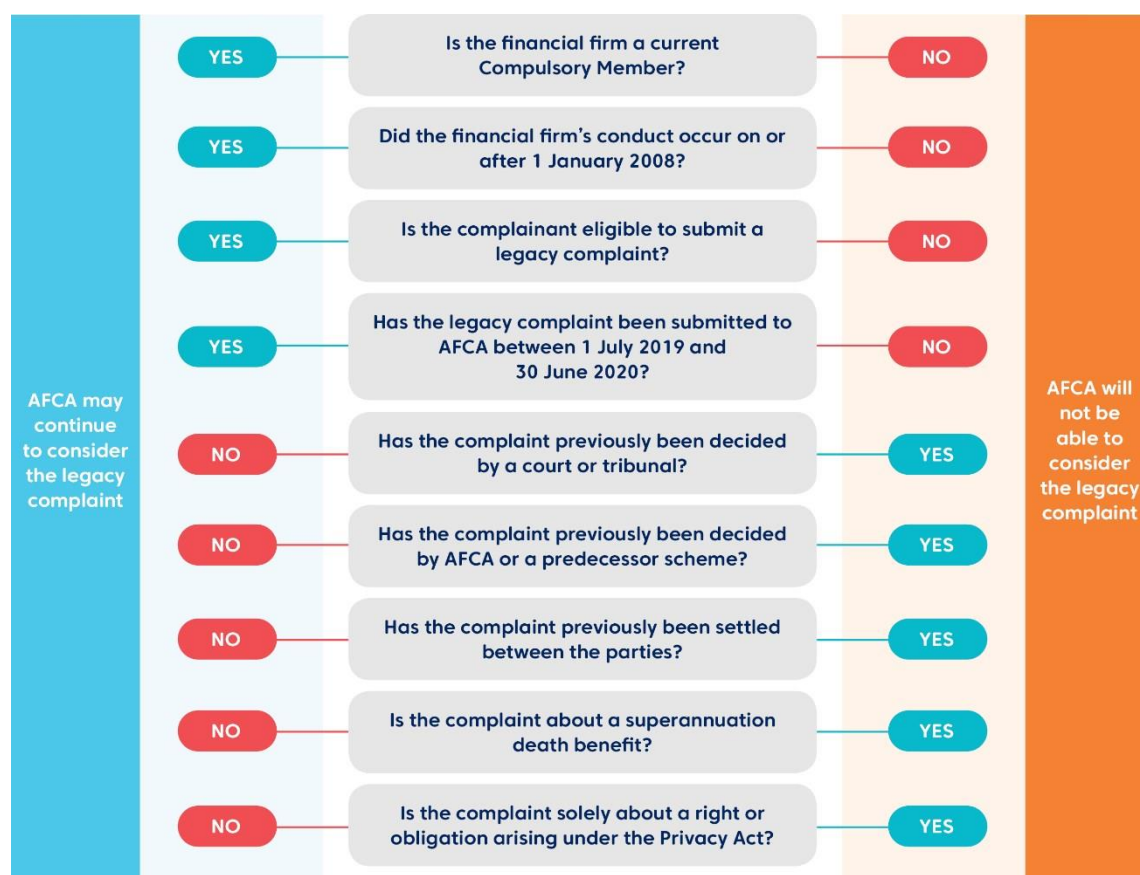 YES
Is the financial firm a current
Compulsory Member?
NO
YES
Did the financial firm's conduct occur on or
after 1 January 2008?
NO
YES
Is the complainant eligible to submit a
legacy complaint?
NO
YES
Has the legacy complaint been submitted to
AFCA between 1 July 2019 and
30 June 2020?
NO
AFCA may
continue
to consider
the legacy
complaint
AFCA will
not be
able to
consider
the legacy
complaint
NO
Has the complaint previously been decided
by a court or tribunal?
YES
NO
Has the complaint previously been decided
by AFCA or a predecessor scheme?
YES
NO
Has the complaint previously been settled
between the parties?
YES
NO
Is the complaint about a superannuation
death benefit?
YES
NO
Is the complaint solely about a right or
obligation arising under the Privacy Act?
YES